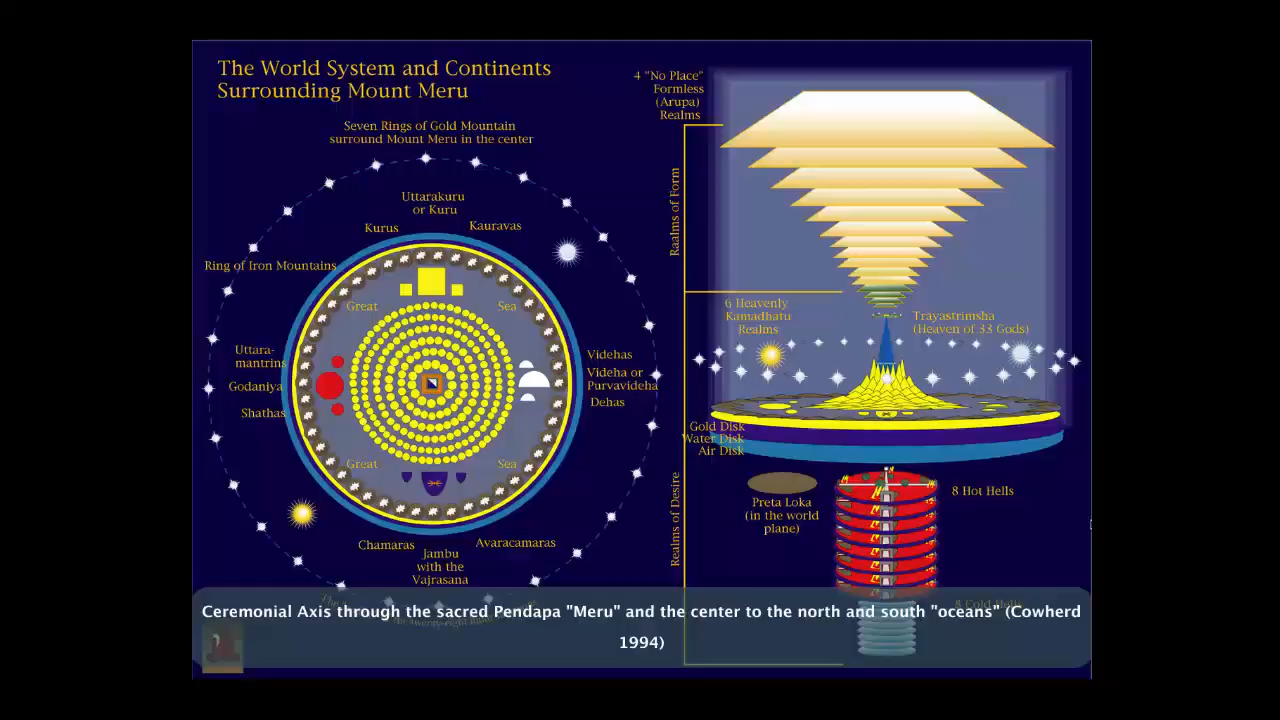 The World System and Continents
Surrounding Mount Meru
Seven Rings of Gold Mountain
surround Mount Meru in the center
Uttarakuru
or Kuru
Kurus
Kauravas
Ring of Iron Mountains
Great
Sea
Uttara-
mantrins
Godaniya
Shathas
Videhas
Videha or
Purvavideha
Dehas
Great
Sea
Chamaras
Jambu
with the
Vajrasana
Avaracamaras
4 "No Place"
Formless
(Arupa)
Realms
Raalms of Form
6 Heavenly
Kamadhatu
Realms
Trayastrimsha
(Heaven of 33 Gods)
Gold Disk
Water Disk
Air Disk
Realms of Desire
Preta Loka
(in the world
plane)
8 Hot Hells
8 Cold Hells
Ceremonial Axis through the sacred Pendapa "Meru" and the center to the north and south "oceans" (Cowherd
1994)